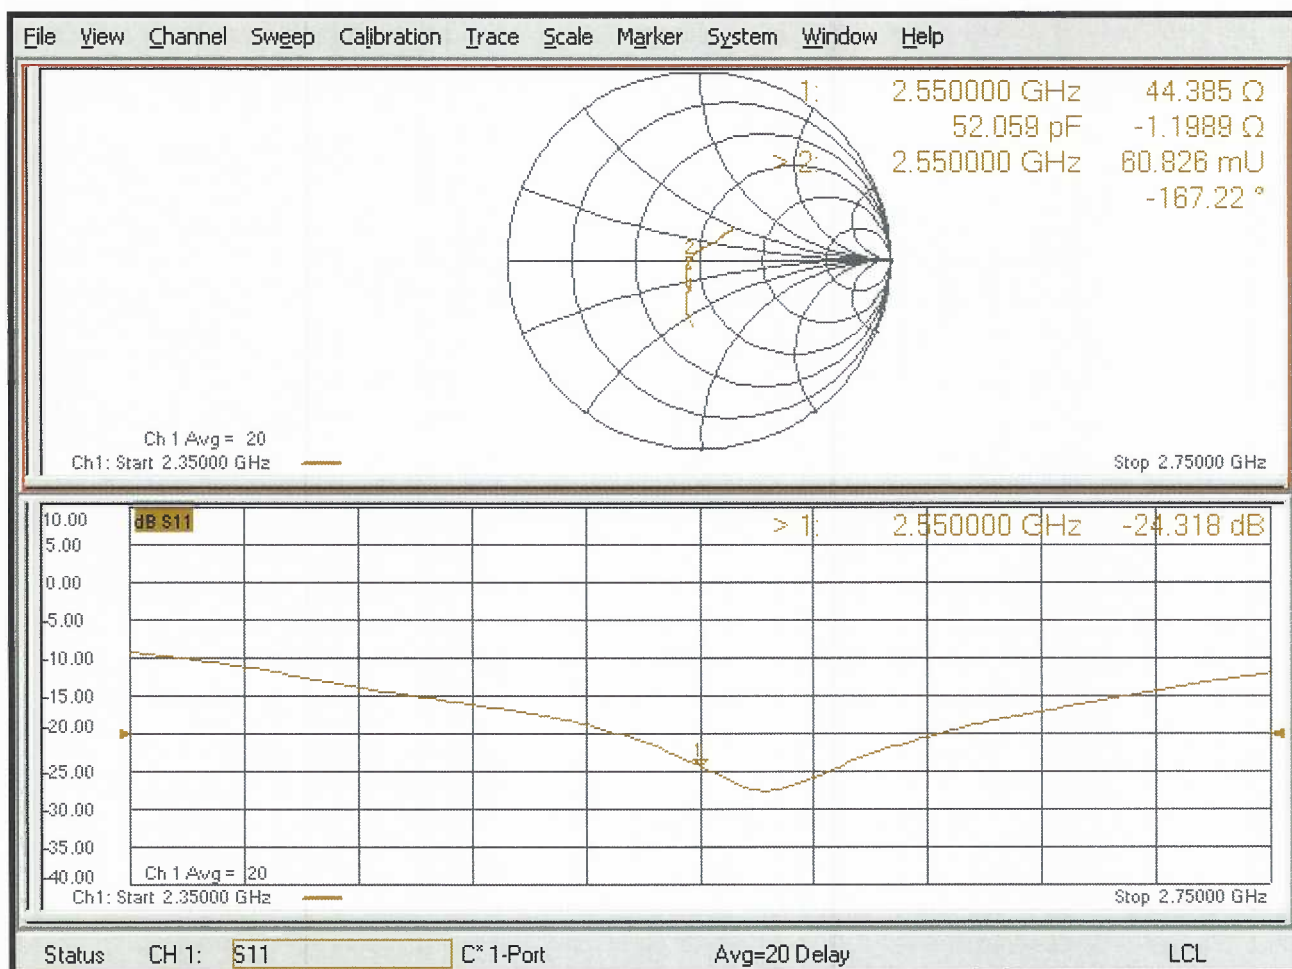 File View Channel Sweep Calibration Trace Scale Marker System Window Help
1: 2.550000 GHz 44.385 Ω
52.059 pF -1.1989 Ω
> 2: 2.550000 GHz 60.826 mU
-167.22 °
2
Ch 1 Avg = 20
Ch1: Start 2.35000 GHz Stop 2.75000 GHz
10.00 dB S11 > 1: 2.550000 GHz -24.318 dB
5.00
0.00
-5.00
-10.00
-15.00
-20.00
1
-25.00
-30.00
-35.00
-40.00 Ch 1 Avg = 20
Ch1: Start 2.35000 GHz Stop 2.75000 GHz
Status CH 1: S11 C* 1-Port Avg=20 Delay LCL